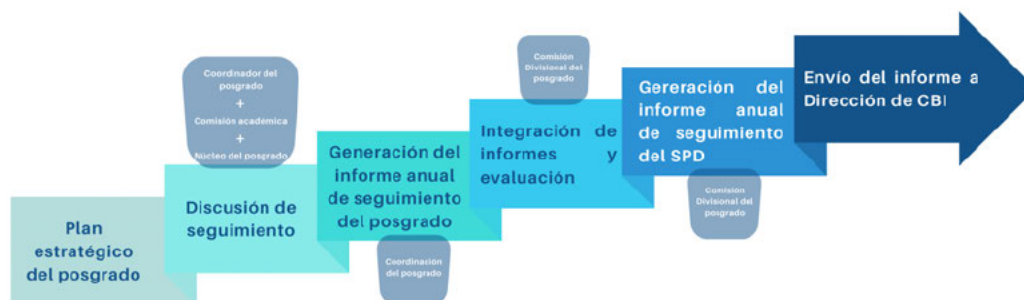 Plan
estratégico
del posgrado
Coordinador del
posgrado
+
Comisión académica
+
Núcleo del posgrado
Discusión de
seguimiento
Generación del
informe anual
de seguimiento
del posgrado
Coordinación
del posgrado
Comisión
Divisional del
posgrado
Integración de
informes y
evaluación
Gereración del
informe anual
de seguimiento
del SPD
Comisión
Divisional del
posgrado
Envío del informe a
Dirección de CBI